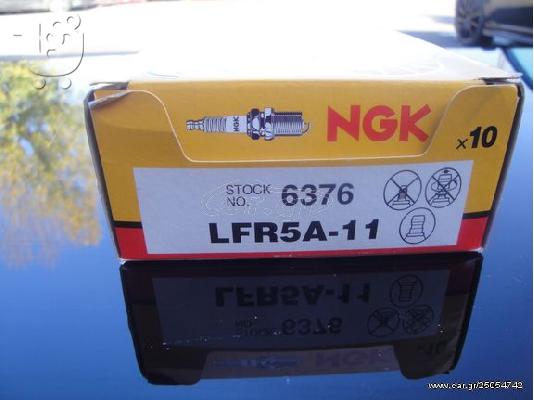 NGK
x10
STOCK NO. 6376
LFR5A-11
www.car.gr/25054742